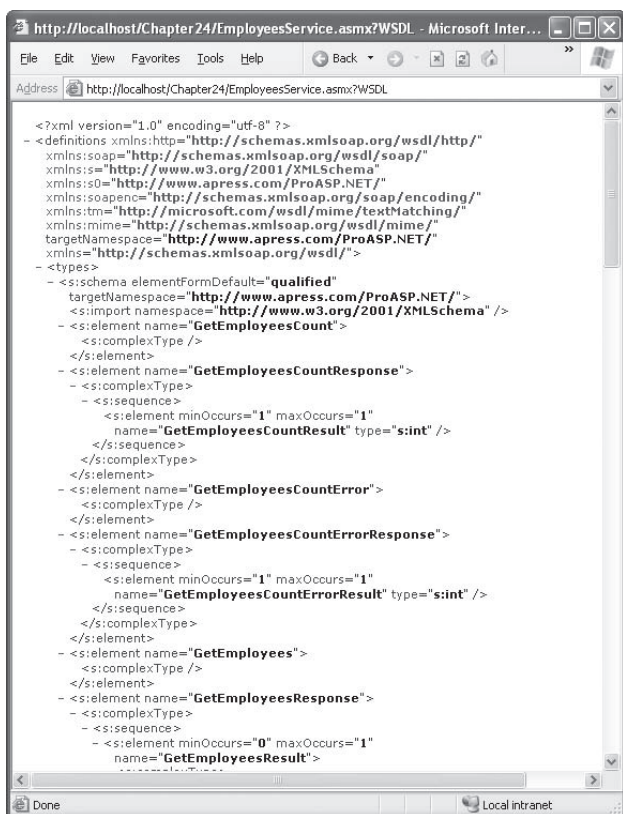 http://localhost/Chapter24/EmployeesService.asmx?WSDL - Microsoft Inter...
File Edit View Favorites Tools Help Back »
Address http://localhost/Chapter24/EmployeesService.asmx?WSDL
<?xml version="1.0" encoding="utf-8" ?>
- <definitions xmlns:http="http://schemas.xmlsoap.org/wsdl/http/"
xmlns:soap="http://schemas.xmlsoap.org/wsdl/soap/"
xmlns:s="http://www.w3.org/2001/XMLSchema"
xmlns:s0="http://www.apress.com/ProASP.NET/"
xmlns:soapenc="http://schemas.xmlsoap.org/soap/encoding/"
xmlns:tm="http://microsoft.com/wsdl/mime/textMatching/"
xmlns:mime="http://schemas.xmlsoap.org/wsdl/mime/"
targetNamespace="http://www.apress.com/ProASP.NET/"
xmlns="http://schemas.xmlsoap.org/wsdl/">
- <types>
- <s:schema elementFormDefault="qualified"
targetNamespace="http://www.apress.com/ProASP.NET/">
<s:import namespace="http://www.w3.org/2001/XMLSchema" />
- <s:element name="GetEmployeesCount">
<s:complexType />
</s:element>
- <s:element name="GetEmployeesCountResponse">
- <s:complexType>
- <s:sequence>
<s:element minOccurs="1" maxOccurs="1"
name="GetEmployeesCountResult" type="s:int" />
</s:sequence>
</s:complexType>
</s:element>
- <s:element name="GetEmployeesCountError">
<s:complexType />
</s:element>
- <s:element name="GetEmployeesCountErrorResponse">
- <s:complexType>
- <s:sequence>
<s:element minOccurs="1" maxOccurs="1"
name="GetEmployeesCountErrorResult" type="s:int" />
</s:sequence>
</s:complexType>
</s:element>
- <s:element name="GetEmployees">
<s:complexType />
</s:element>
- <s:element name="GetEmployeesResponse">
- <s:complexType>
- <s:sequence>
- <s:element minOccurs="0" maxOccurs="1"
name="GetEmployeesResult">
Done Local intranet